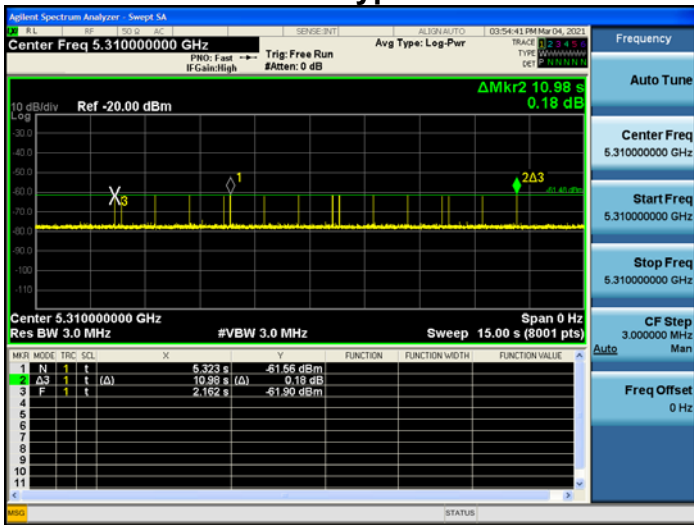 Agilent Spectrum Analyzer - Swept SA
RL RF 50 Ω AC SENSE:INT ALIGNAUTO 03:54:41 PM Mar 04, 2021
Center Freq 5.310000000 GHz
PNO: Fast
IFGain:High
Trig: Free Run
#Atten: 0 dB
Avg Type: Log-Pwr
TRACE 1 2 3 4 5 6
TYPE WWWWWW
DET P N N N N N
ΔMkr2 10.98 s
0.18 dB
10 dB/div Ref -20.00 dBm
Log
-30.0
-40.0
-50.0
-60.0
-70.0
-80.0
-90.0
-100
-110
1
3
2Δ3
-61.40 dBm
Center 5.310000000 GHz Span 0 Hz
Res BW 3.0 MHz #VBW 3.0 MHz Sweep 15.00 s (8001 pts)
MKR MODE TRC SCL X Y FUNCTION FUNCTION WIDTH FUNCTION VALUE
1 N 1 t 5.323 s -61.56 dBm
2 Δ3 1 t (Δ) 10.98 s (Δ) 0.18 dB
3 F 1 t 2.162 s -61.90 dBm
4
5
6
7
8
9
10
11
MSG STATUS
Frequency
Auto Tune
Center Freq
5.310000000 GHz
Start Freq
5.310000000 GHz
Stop Freq
5.310000000 GHz
CF Step
3.000000 MHz
Auto Man
Freq Offset
0 Hz